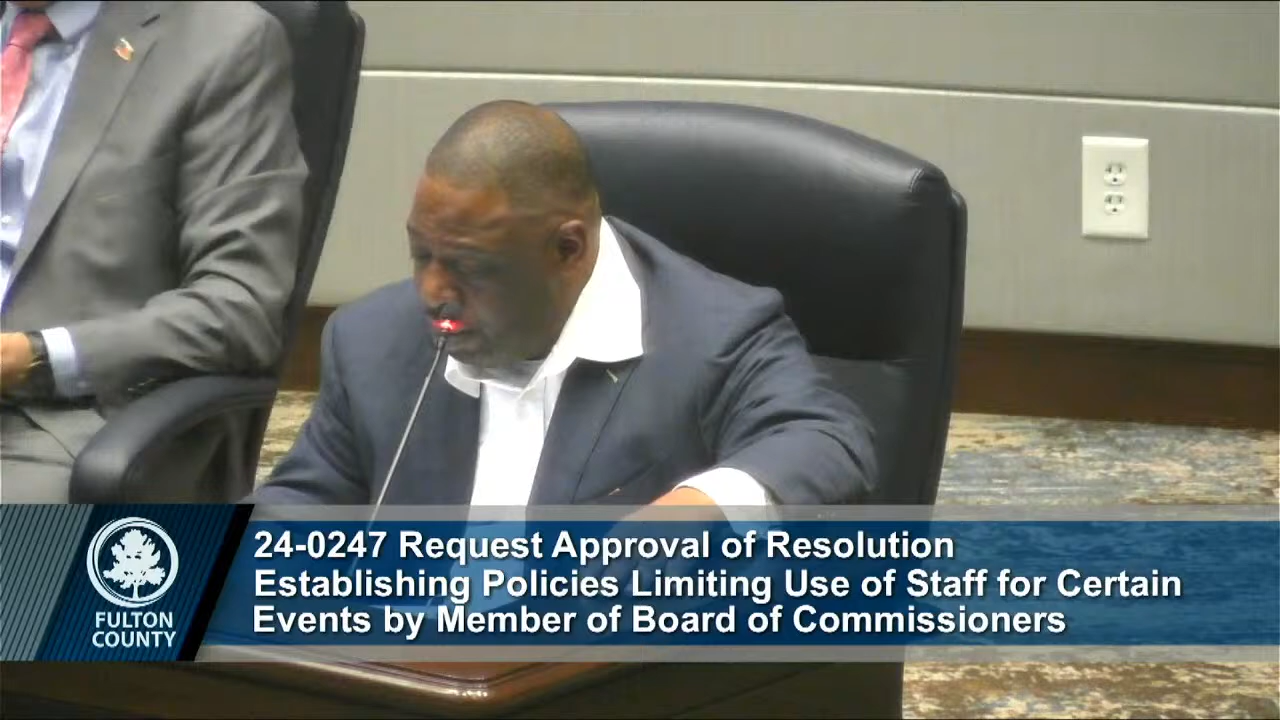 24-0247 Request Approval of Resolution
Establishing Policies Limiting Use of Staff for Certain
Events by Member of Board of Commissioners
FULTON
COUNTY